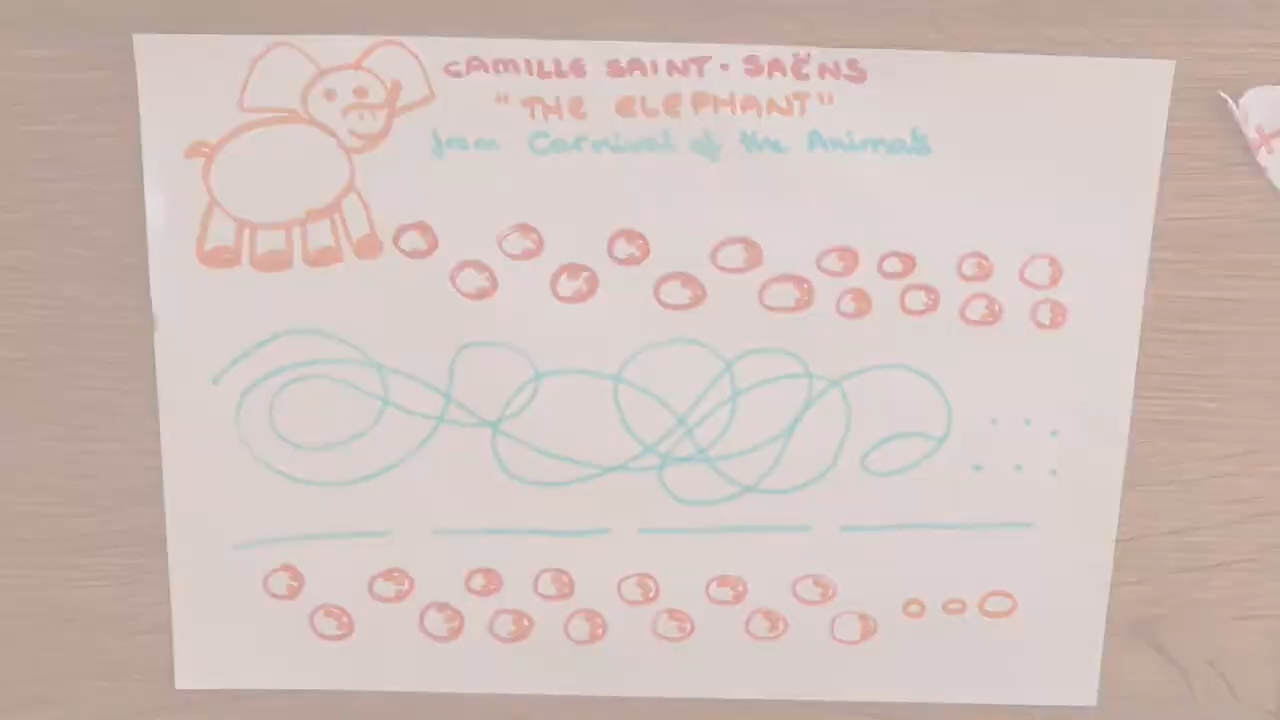 CAMILLE SAINT-SAËNS
"THE ELEPHANT"
from Carnival of the Animals